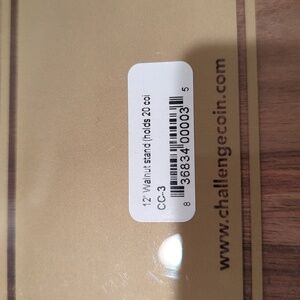 12" Walnut stand (holds 20 coi
CC-3
8 36834 00003 5
www.challengecoin.com